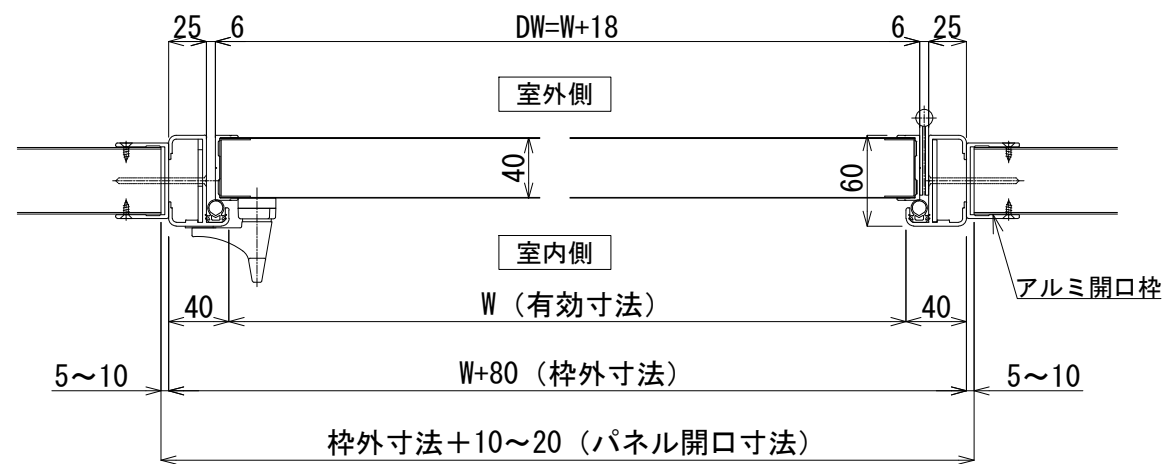 25 6 DW=W+18 6 25
室外側
40 60
室内側
アルミ開口枠
40 W（有効寸法） 40
5～10 W+80（枠外寸法） 5～10
枠外寸法＋10～20（パネル開口寸法）